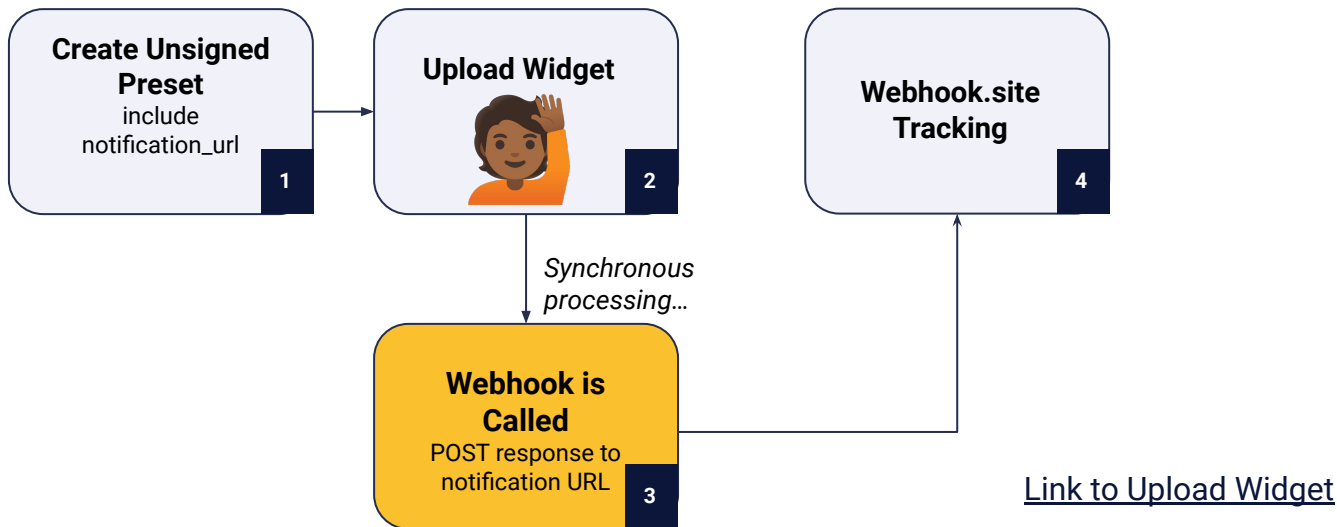 Create Unsigned
Preset
include
notification_url
1
Upload Widget
2
Synchronous
processing…
Webhook is
Called
POST response to
notification URL
3
Webhook.site
Tracking
4
Link to Upload Widget